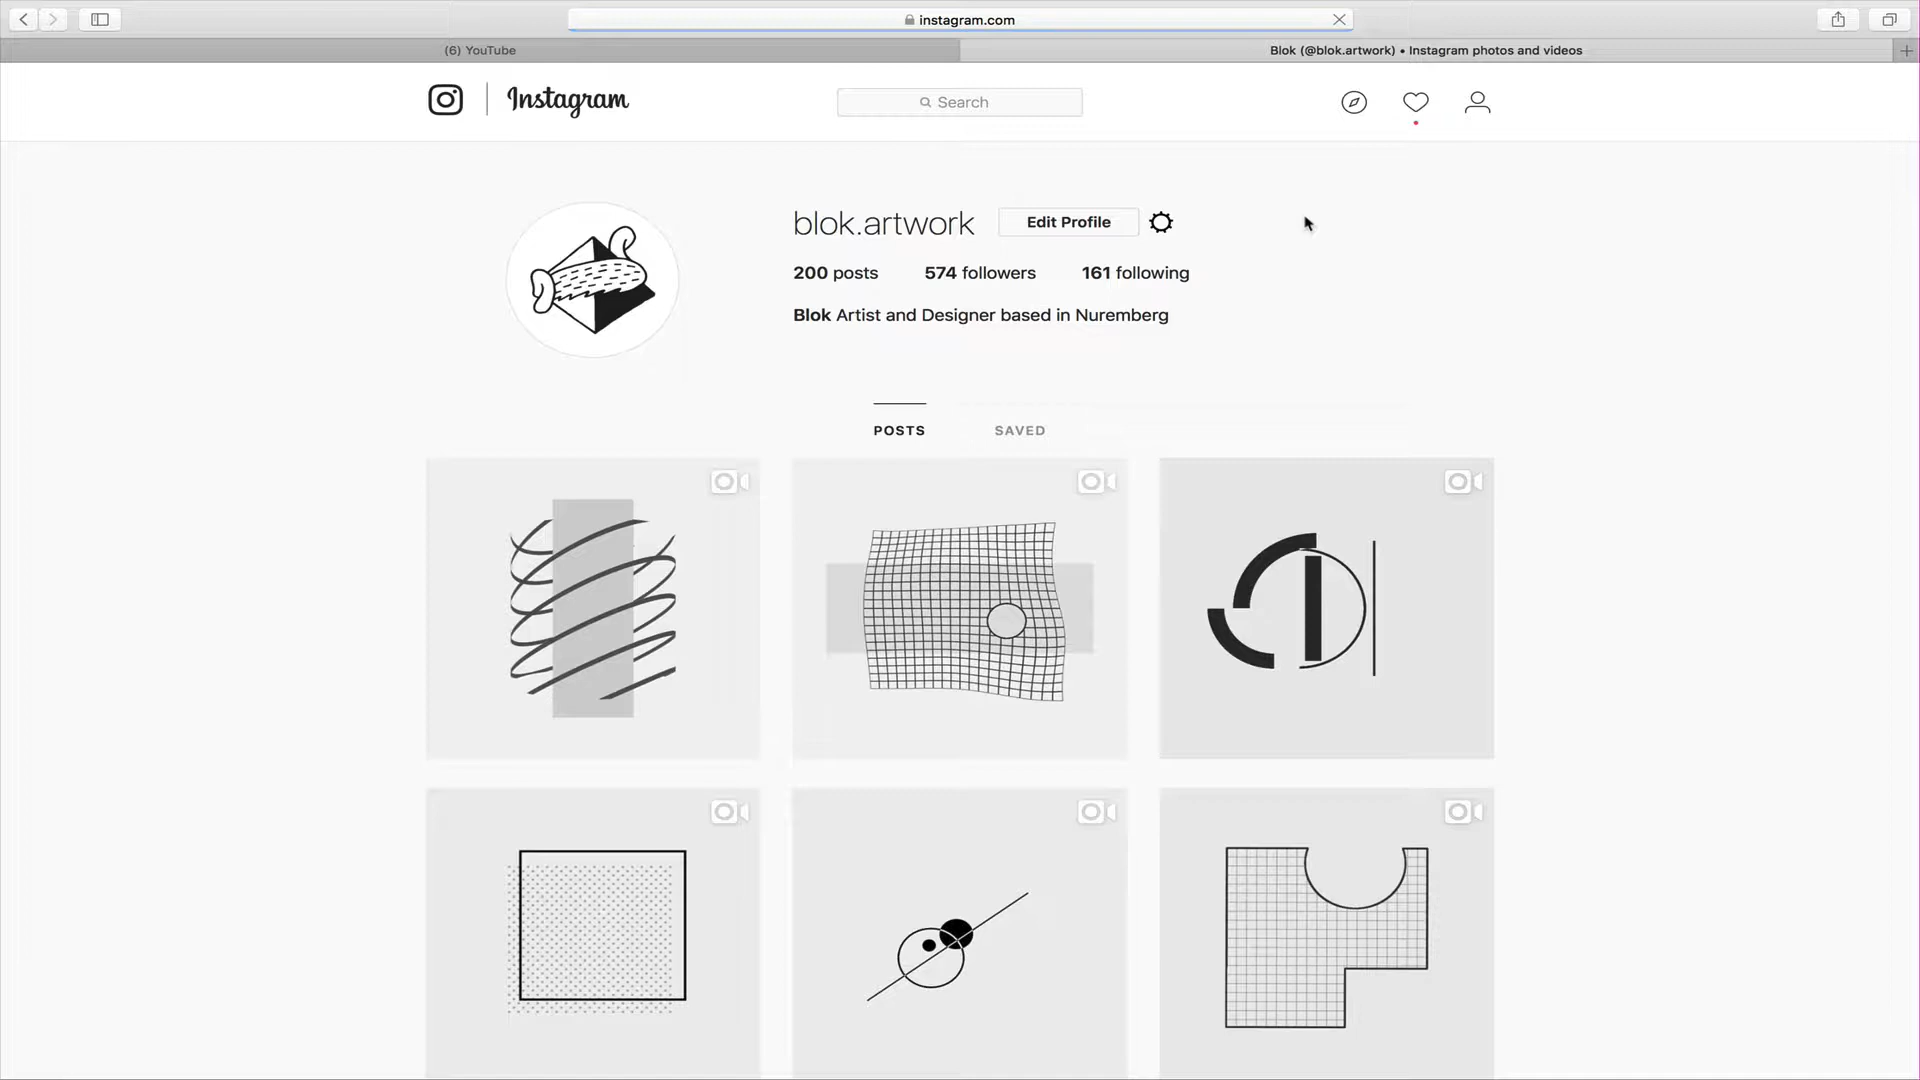 instagram.com
(6) YouTube
Blok (@blok.artwork) • Instagram photos and videos
Instagram
Search
blok.artwork
Edit Profile
200 posts 574 followers 161 following
Blok Artist and Designer based in Nuremberg
POSTS SAVED